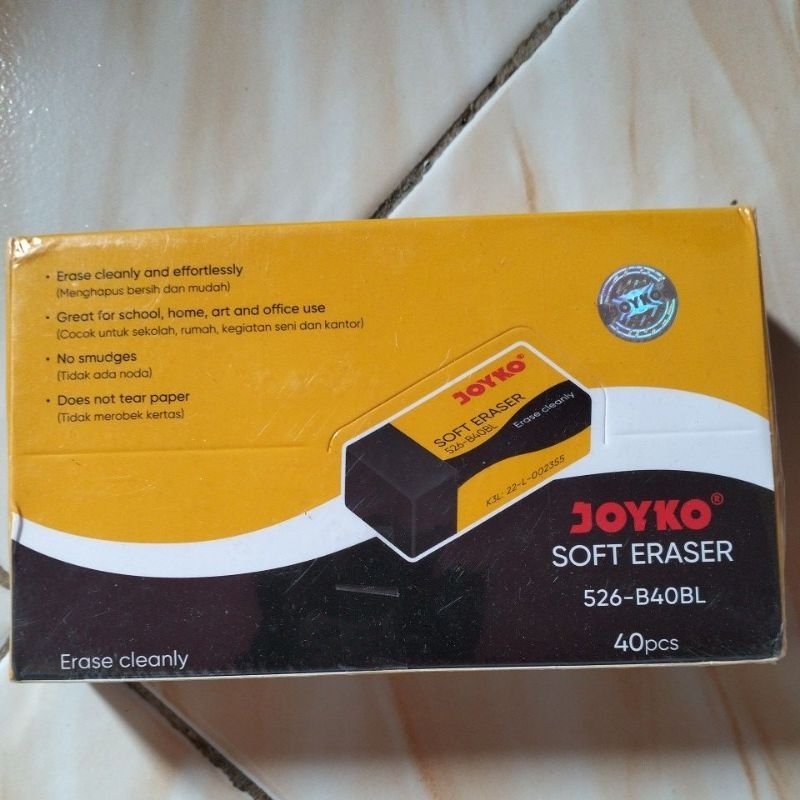 • Erase cleanly and effortlessly
(Menghapus bersih dan mudah)
• Great for school, home, art and office use
(Cocok untuk sekolah, rumah, kegiatan seni dan kantor)
• No smudges
(Tidak ada noda)
• Does not tear paper
(Tidak merobek kertas)
JOYKO
JOYKO®
SOFT ERASER
526-B40BL
Erase cleanly
K3L: 22-L-002355
JOYKO®
SOFT ERASER
526-B40BL
40pcs
Erase cleanly